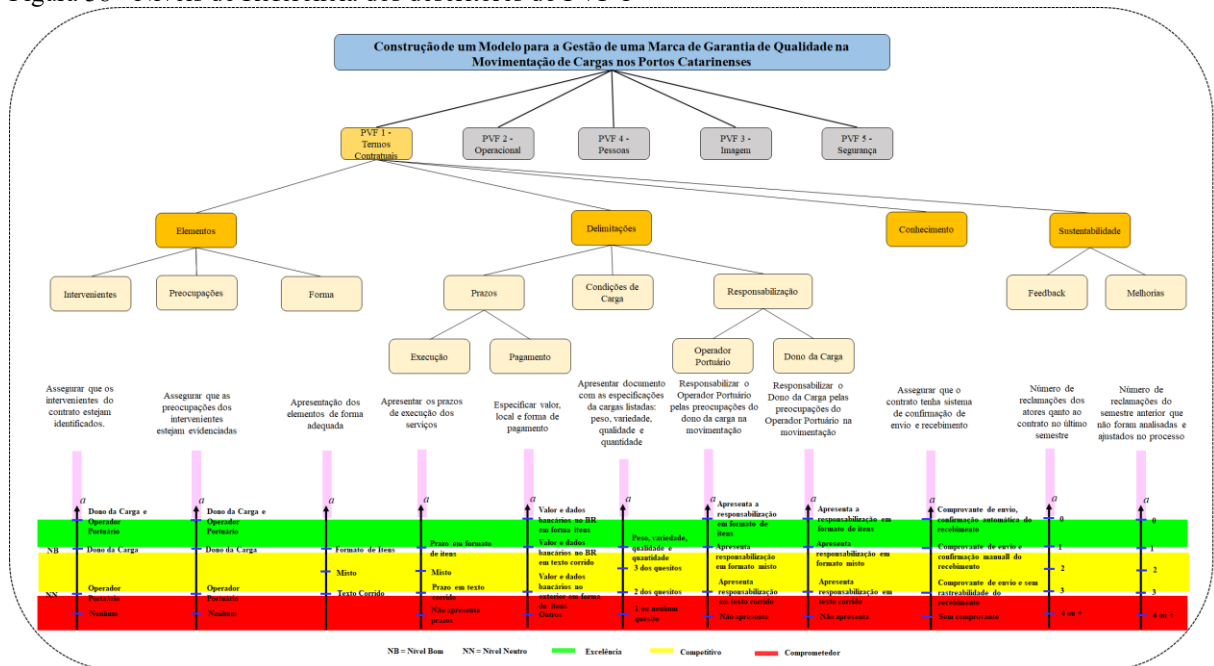 Construção de um Modelo para a Gestão de uma Marca de Garantia de Qualidade na
Movimentação de Cargas nos Portos Catarinenses
PVF 1 -
Termos
Contratuais
PVF 2 -
Operacional
PVF 4 -
Pessoas
PVF 3 -
Imagem
PVF 5 -
Segurança
Elementos
Delimitações
Conhecimento
Sustentabilidade
Intervenientes
Preocupações
Forma
Prazos
Condições de
Carga
Responsabilização
Feedback
Melhorias
Execução
Pagamento
Operador
Portuário
Dono da Carga
Assegurar que os
intervenientes do
contrato estejam
identificados.
Assegurar que as
preocupações dos
intervenientes
estejam evidenciadas
Apresentação dos
elementos de forma
adequada
Apresentar os prazos
de execução dos
serviços
Especificar valor,
local e forma de
pagamento
Apresentar documento
com as especificações
da cargas listadas:
peso, variedade,
qualidade e
quantidade
Responsabilizar o
Operador Portuário
pelas preocupações do
dono da carga na
movimentação
Responsabilizar o
Dono da Carga pelas
preocupações do
Operador Portuário na
movimentação
Assegurar que o
contrato tenha sistema
de confirmação de
envio e recebimento
Número de
reclamações dos
atores qanto ao
contrato no último
semestre
Número de
reclamações do
semestre anterior que
não foram analisadas e
ajustados no processo
a
a
a
a
a
a
a
a
a
a
a
NB
NN
Dono da Carga e
Operador
Portuário
Dono da Carga
Operador
Portuário
Nenhum
Dono da Carga e
Operador
Portuário
Dono da Carga
Operador
Portuário
Nenhum
Formato de Itens
Misto
Texto Corrido
Prazo em formato
de itens
Misto
Prazo em texto
corrido
Não apresenta
prazos
Valor e dados
bancários no BR
em forma itens
Valor e dados
bancários no BR
em texto corrido
Valor e dados
bancários no
exterior em forma
de itens
Outros
Peso, variedade,
qualidade e
quantidade
3 dos quesitos
2 dos quesitos
1 ou nenhum
quesito
Apresenta a
responsabilização
em formato de
itens
Apresenta
responsabilização
em formato misto
Apresenta
responsabilização
em texto corrido
Não apresenta
Apresenta a
responsabilização em
formato de itens
Apresenta
responsabilização em
formato misto
Apresenta
responsabilização em
texto corrido
Não apresenta
Comprovante de envio,
confirmação automática do
recebimento
Comprovante de envio e
confirmação manuall do
recebimento
Comprovante de envio e sem
rastreabilidade do
recebimento
Sem comprovante
0
1
2
3
4 ou +
0
1
2
3
4 ou +
NB = Nível Bom
NN = Nível Neutro
Excelência
Competitivo
Comprometedor